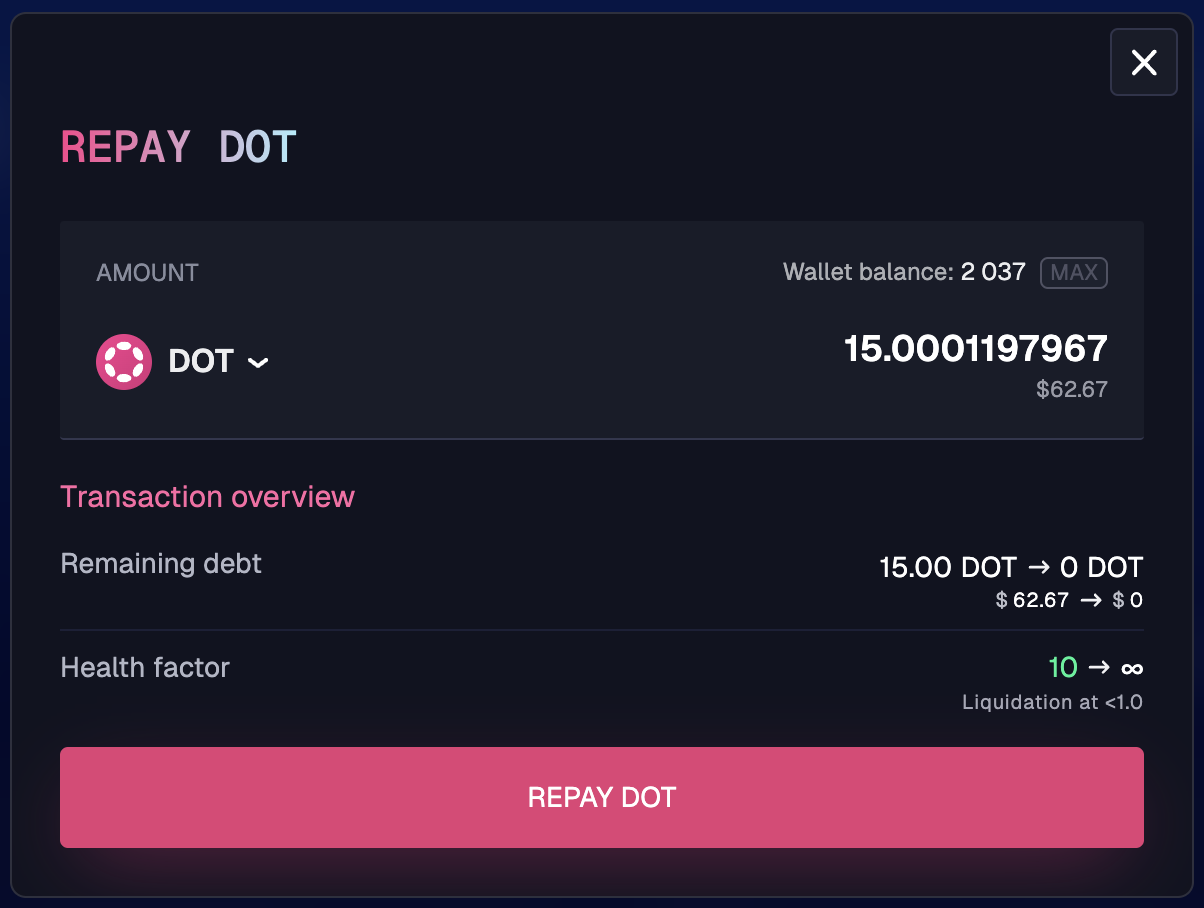 REPAY DOT
AMOUNT
Wallet balance: 2 037 MAX
DOT
15.0001197967
$62.67
Transaction overview
Remaining debt
15.00 DOT → 0 DOT
$ 62.67 → $ 0
Health factor
10 → ∞
Liquidation at <1.0
REPAY DOT